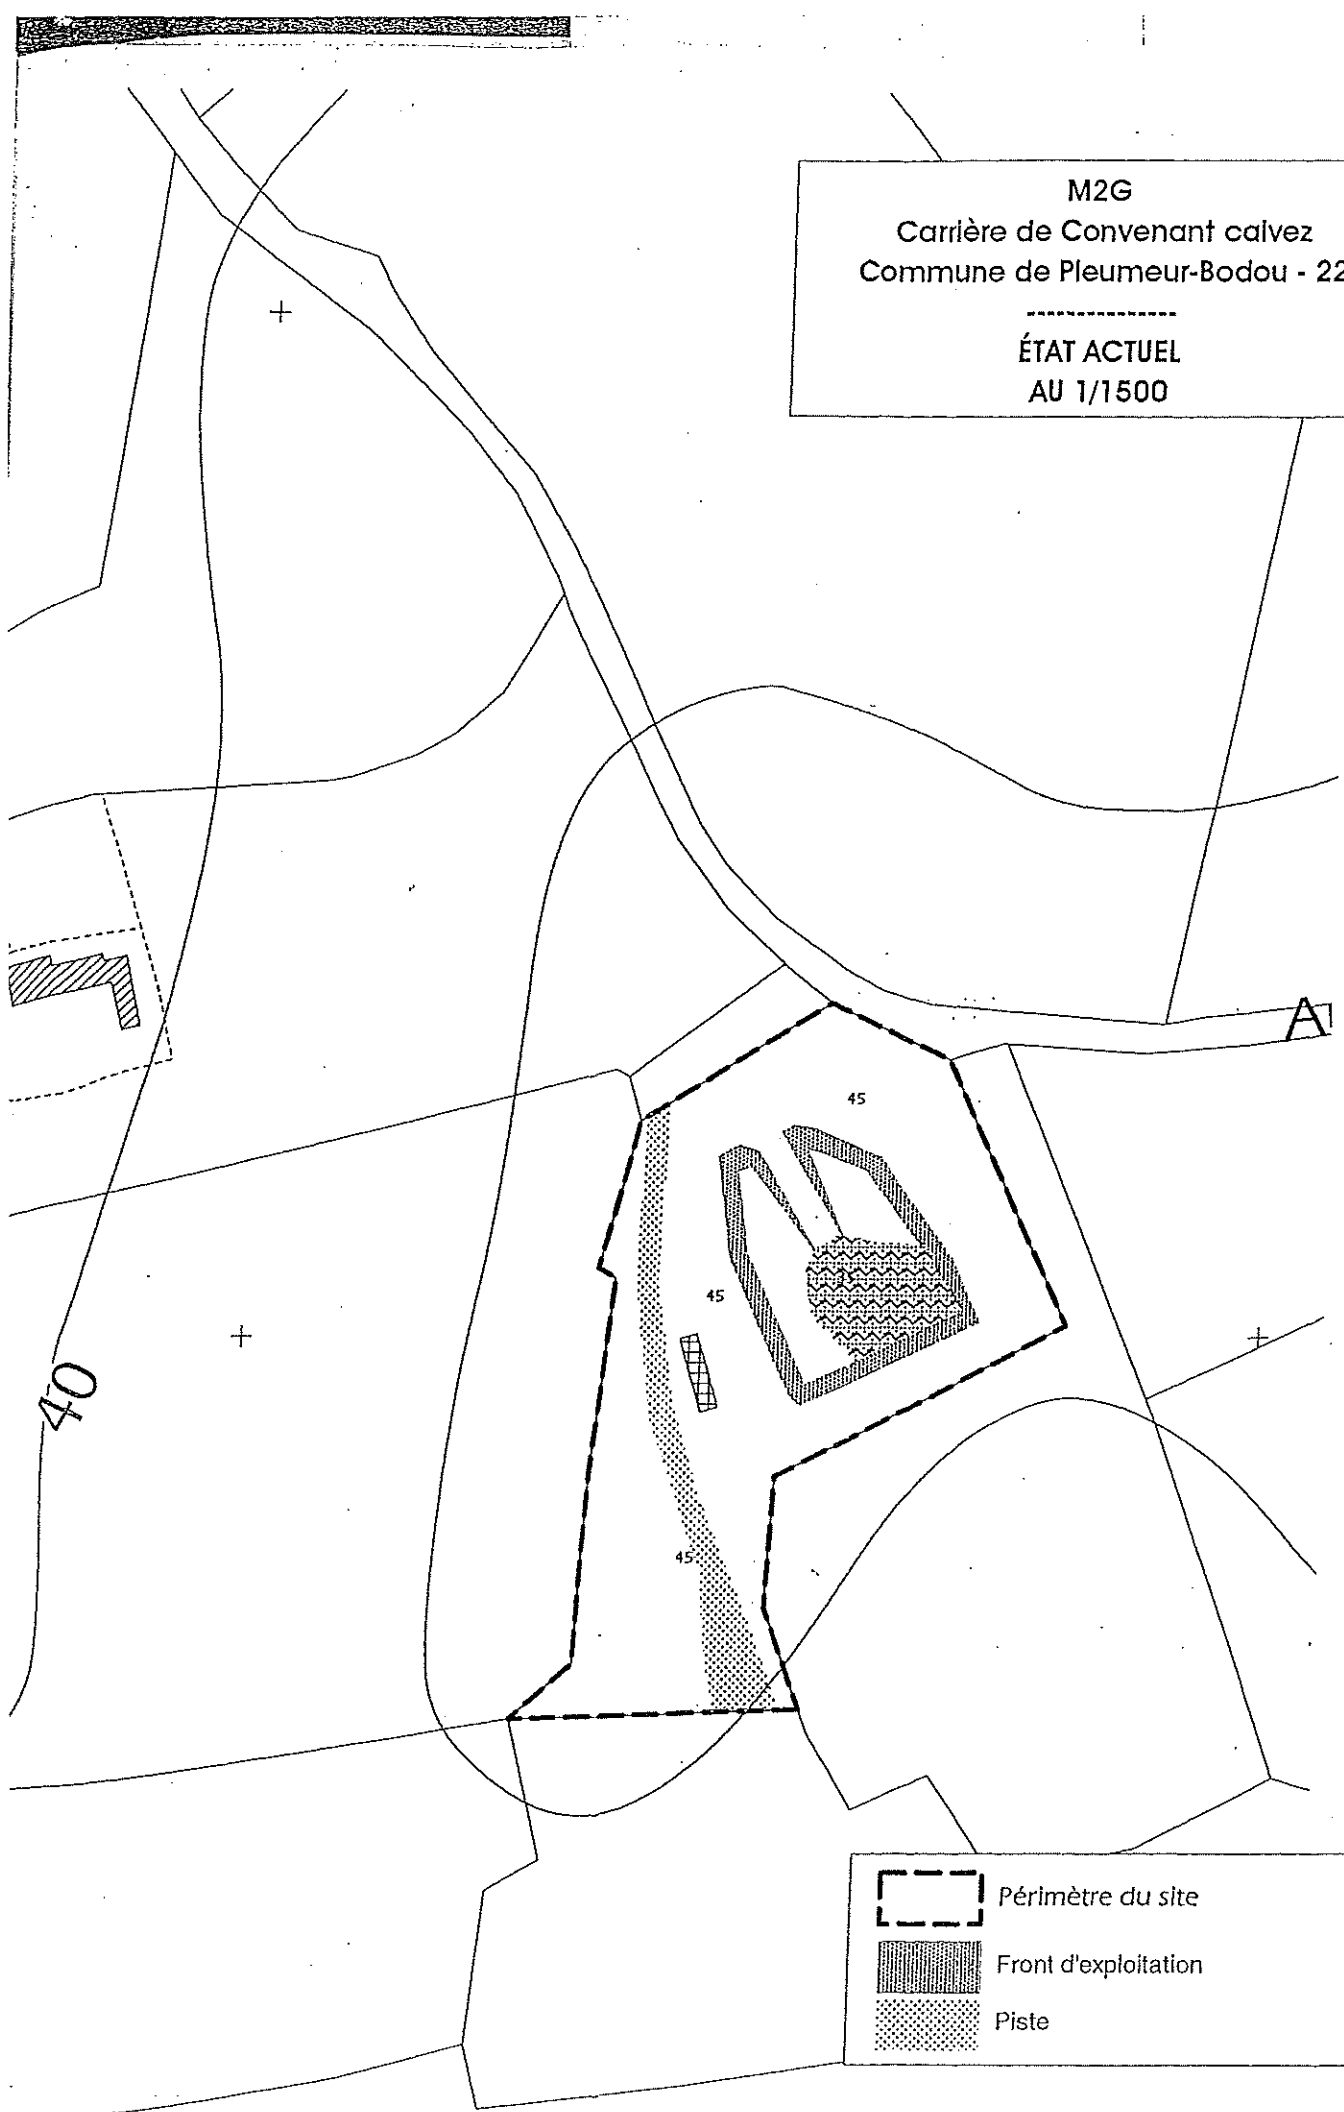 M2G
Carrière de Convenant calvez
Commune de Pleumeur-Bodou - 22
ÉTAT ACTUEL
AU 1/1500
A
45
45
40
45
Périmètre du site
Front d'exploitation
Piste